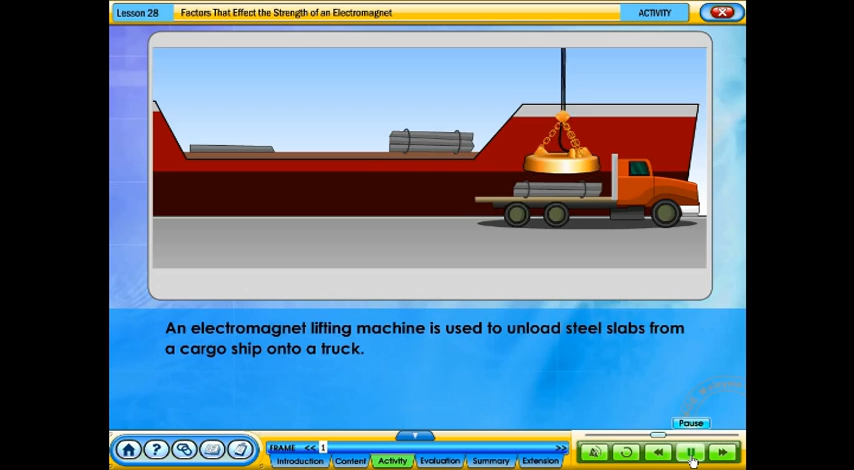 Lesson 28
Factors That Effect the Strength of an Electromagnet
ACTIVITY
An electromagnet lifting machine is used to unload steel slabs from
a cargo ship onto a truck.
Pause
FRAME << 1 >>
Introduction Content Activity Evaluation Summary Extension